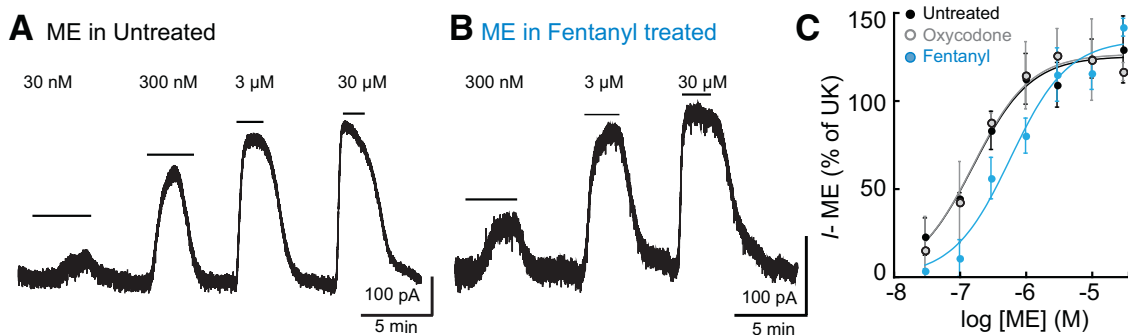 A ME in Untreated
30 nM 300 nM 3 µM 30 µM
100 pA
5 min
B ME in Fentanyl treated
300 nM 3 µM 30 µM
100 pA
5 min
C
Untreated
Oxycodone
Fentanyl
I- ME (% of UK)
150
100
50
0
-8 -7 -6 -5 -4
log [ME] (M)